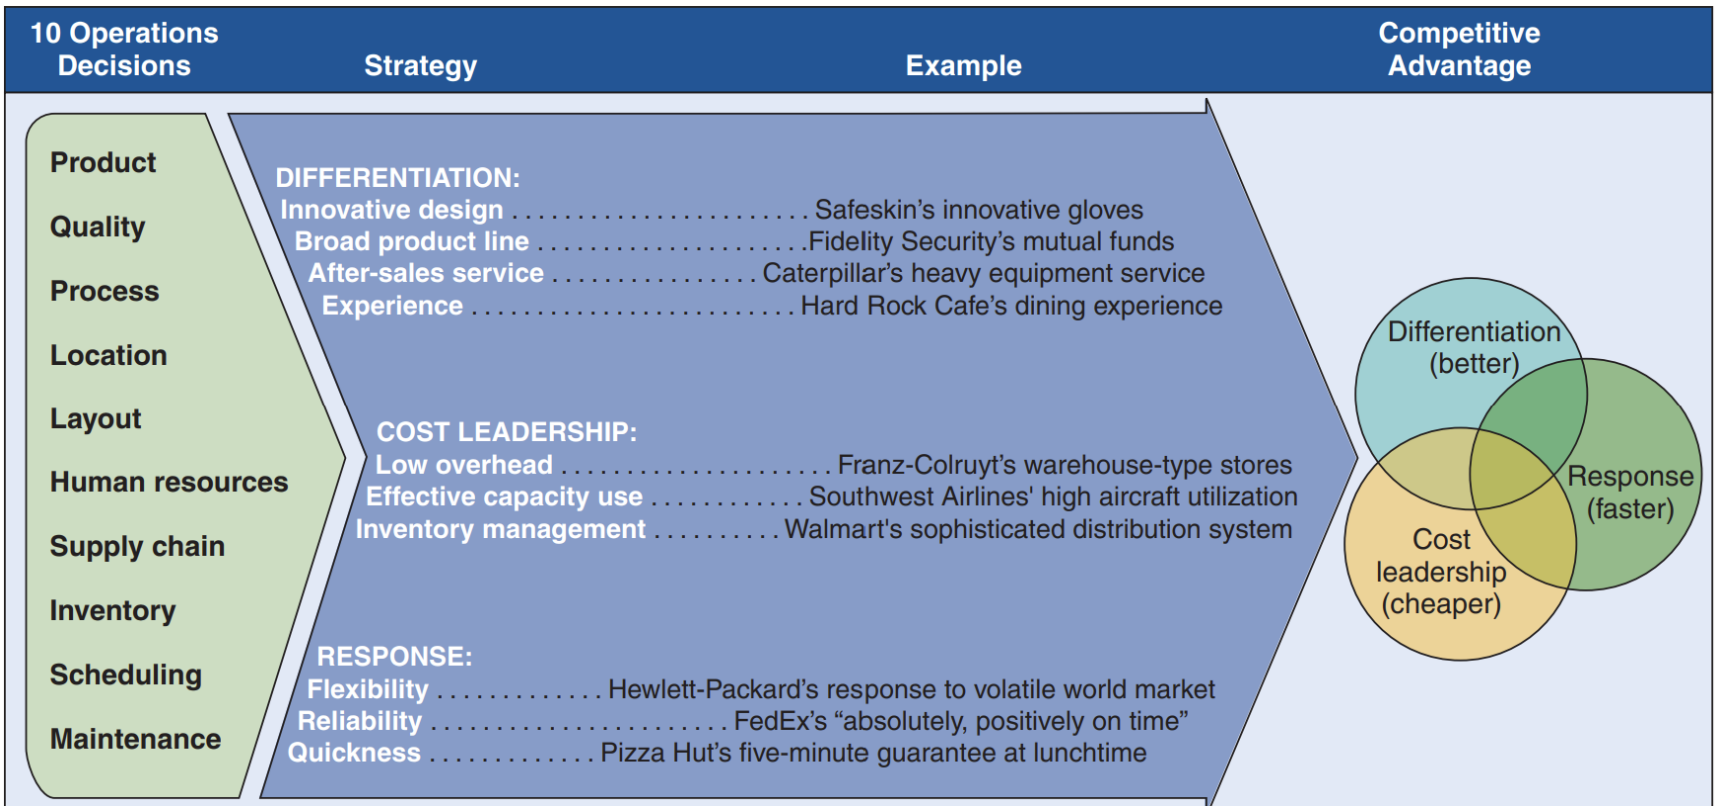 10 Operations
Decisions
Strategy
Example
Competitive
Advantage
Product
Quality
Process
Location
Layout
Human resources
Supply chain
Inventory
Scheduling
Maintenance
DIFFERENTIATION:
Innovative design . . . . . . . . . . . . . . . . . . . . . . . Safeskin's innovative gloves
Broad product line . . . . . . . . . . . . . . . . . . . . .Fidelity Security's mutual funds
After-sales service . . . . . . . . . . . . . . . . Caterpillar's heavy equipment service
Experience . . . . . . . . . . . . . . . . . . . . . . . . . Hard Rock Cafe's dining experience
COST LEADERSHIP:
Low overhead . . . . . . . . . . . . . . . . . . . . . Franz-Colruyt's warehouse-type stores
Effective capacity use . . . . . . . . . . . . Southwest Airlines' high aircraft utilization
Inventory management . . . . . . . . . . Walmart's sophisticated distribution system
RESPONSE:
Flexibility . . . . . . . . . . . . . Hewlett-Packard's response to volatile world market
Reliability . . . . . . . . . . . . . . . . . . . . . . . FedEx's “absolutely, positively on time”
Quickness . . . . . . . . . . . . . Pizza Hut's five-minute guarantee at lunchtime
Differentiation
(better)
Response
(faster)
Cost
leadership
(cheaper)